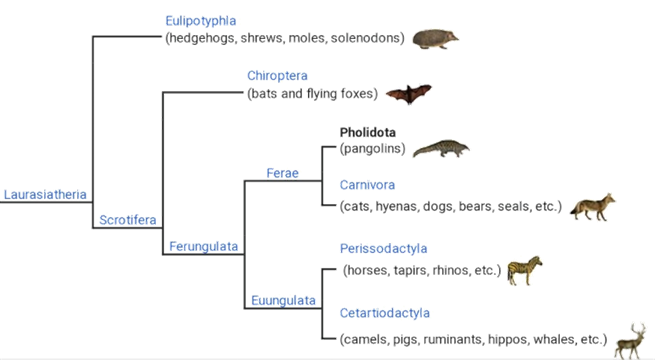 Eulipotyphla
(hedgehogs, shrews, moles, solenodons)
Chiroptera
(bats and flying foxes)
Pholidota
(pangolins)
Ferae
Carnivora
Laurasiatheria
(cats, hyenas, dogs, bears, seals, etc.)
Scrotifera
Ferungulata
Perissodactyla
(horses, tapirs, rhinos, etc.)
Euungulata
Cetartiodactyla
(camels, pigs, ruminants, hippos, whales, etc.)